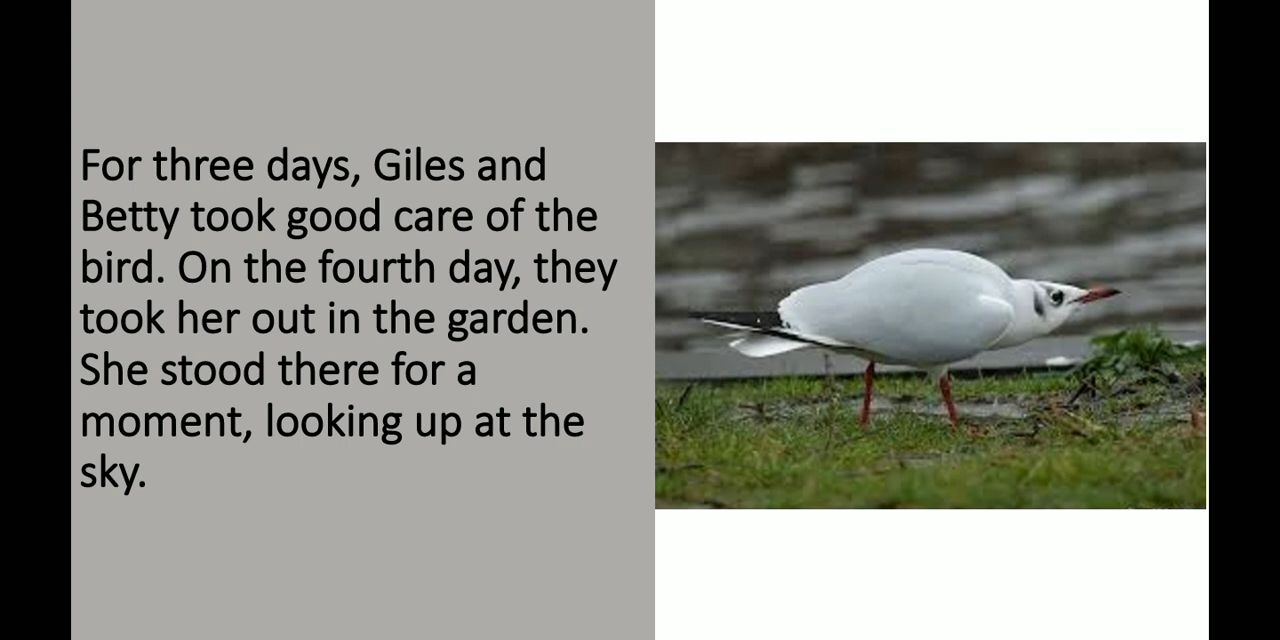 For three days, Giles and
Betty took good care of the
bird. On the fourth day, they
took her out in the garden.
She stood there for a
moment, looking up at the
sky.